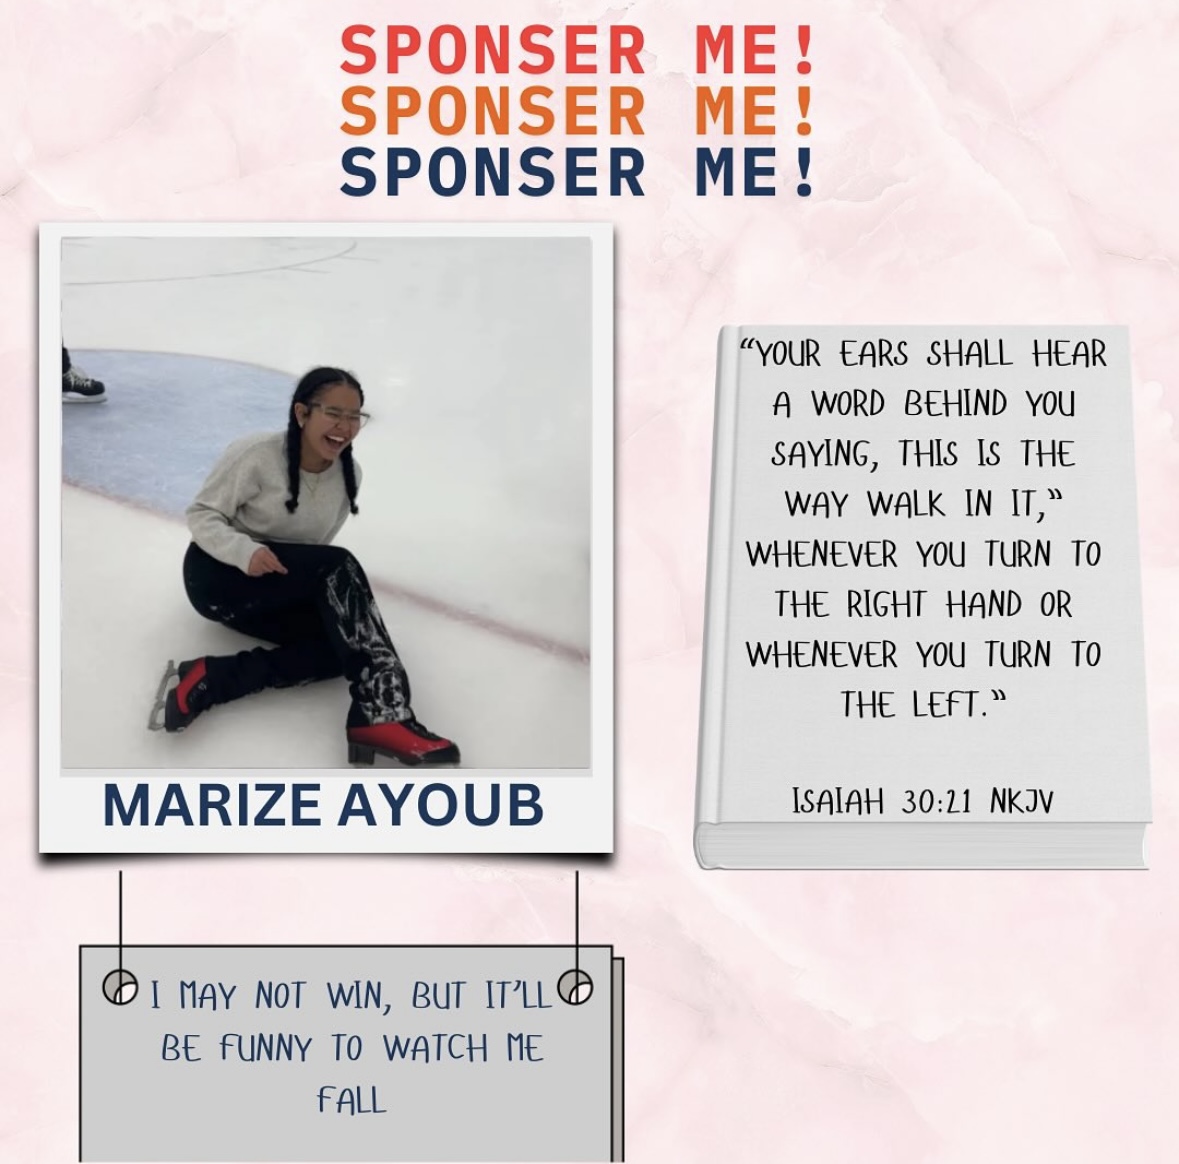 SPONSER ME!
SPONSER ME!
SPONSER ME!
MARIZE AYOUB
“YOUR EARS SHALL HEAR
A WORD BEHIND YOU
SAYING, THIS IS THE
WAY WALK IN IT,”
WHENEVER YOU TURN TO
THE RIGHT HAND OR
WHENEVER YOU TURN TO
THE LEFT.”
ISAIAH 30:21 NKJV
I MAY NOT WIN, BUT IT’LL
BE FUNNY TO WATCH ME
FALL